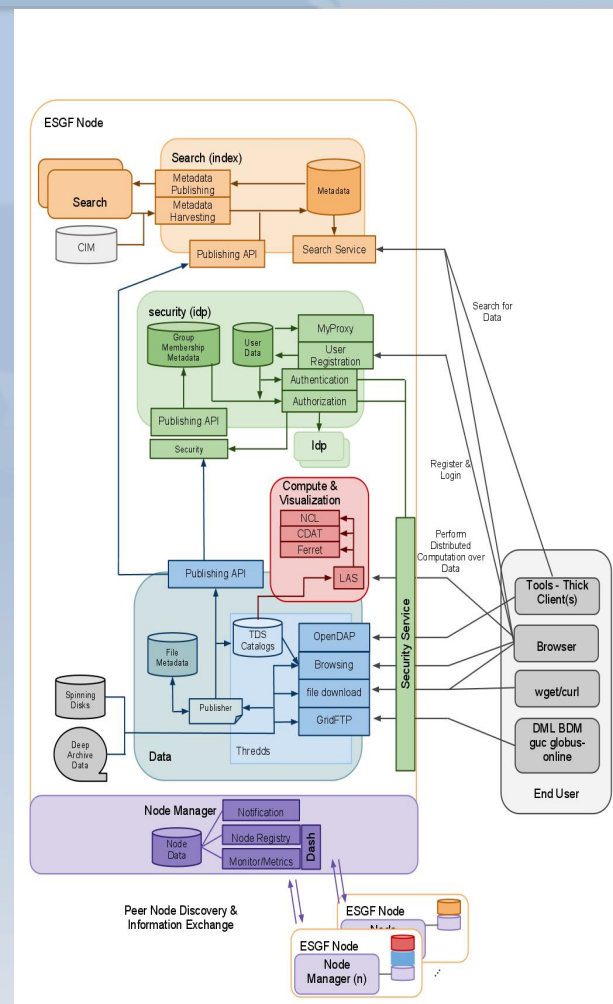 ESGF Node
Search (index)
Metadata
Publishing
Metadata
Harvesting
Metadata
Search
CIM
Publishing API
Search Service
Search for
Data
security (idp)
Group
Membership
Metadata
User
Data
MyProxy
User
Registration
Authentication
Authorization
Publishing API
Security
Idp
Register &
Login
Compute &
Visualization
NCL
CDAT
Ferret
LAS
Perform
Distributed
Computation over
Data
Publishing API
TDS
Catalogs
OpenDAP
Browsing
file download
GridFTP
File
Metadata
Publisher
Spinning
Disks
Deep
Archive
Data
Data
Thredds
Security Service
Tools - Thick
Client(s)
Browser
wget/curl
DML BDM
guc globus-
online
End User
Node Manager
Node
Data
Notification
Node Registry
Monitor/Metrics
Dash
Peer Node Discovery &
Information Exchange
ESGF Node
Node
ESGF Node
Node
Manager (n)
...